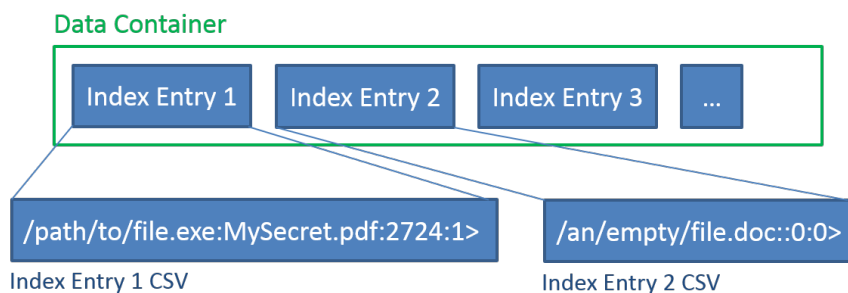 Data Container
Index Entry 1
Index Entry 2
Index Entry 3
...
/path/to/file.exe:MySecret.pdf:2724:1>
/an/empty/file.doc::0:0>
Index Entry 1 CSV
Index Entry 2 CSV